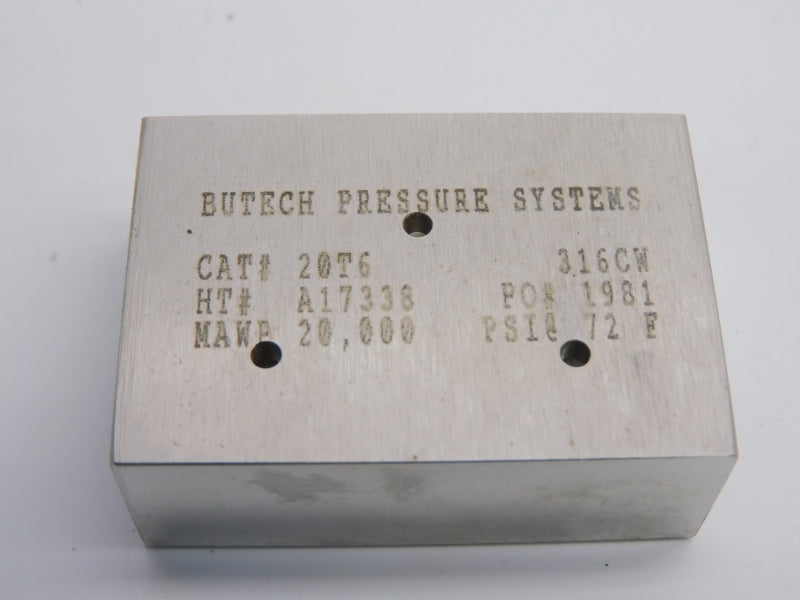 BUTECH PRESSURE SYSTEMS
CAT# 20T6 316CW
HT# A17338 PO# 1981
MAWP 20,000 PSI@ 72 F